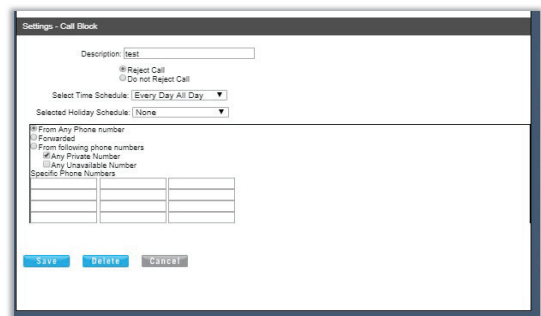 Settings - Call Block
Description: test
Reject Call
Do not Reject Call
Select Time Schedule: Every Day All Day
Selected Holiday Schedule: None
From Any Phone number
Forwarded
From following phone numbers
Any Private Number
Any Unavailable Number
Specific Phone Numbers
Save Delete Cancel